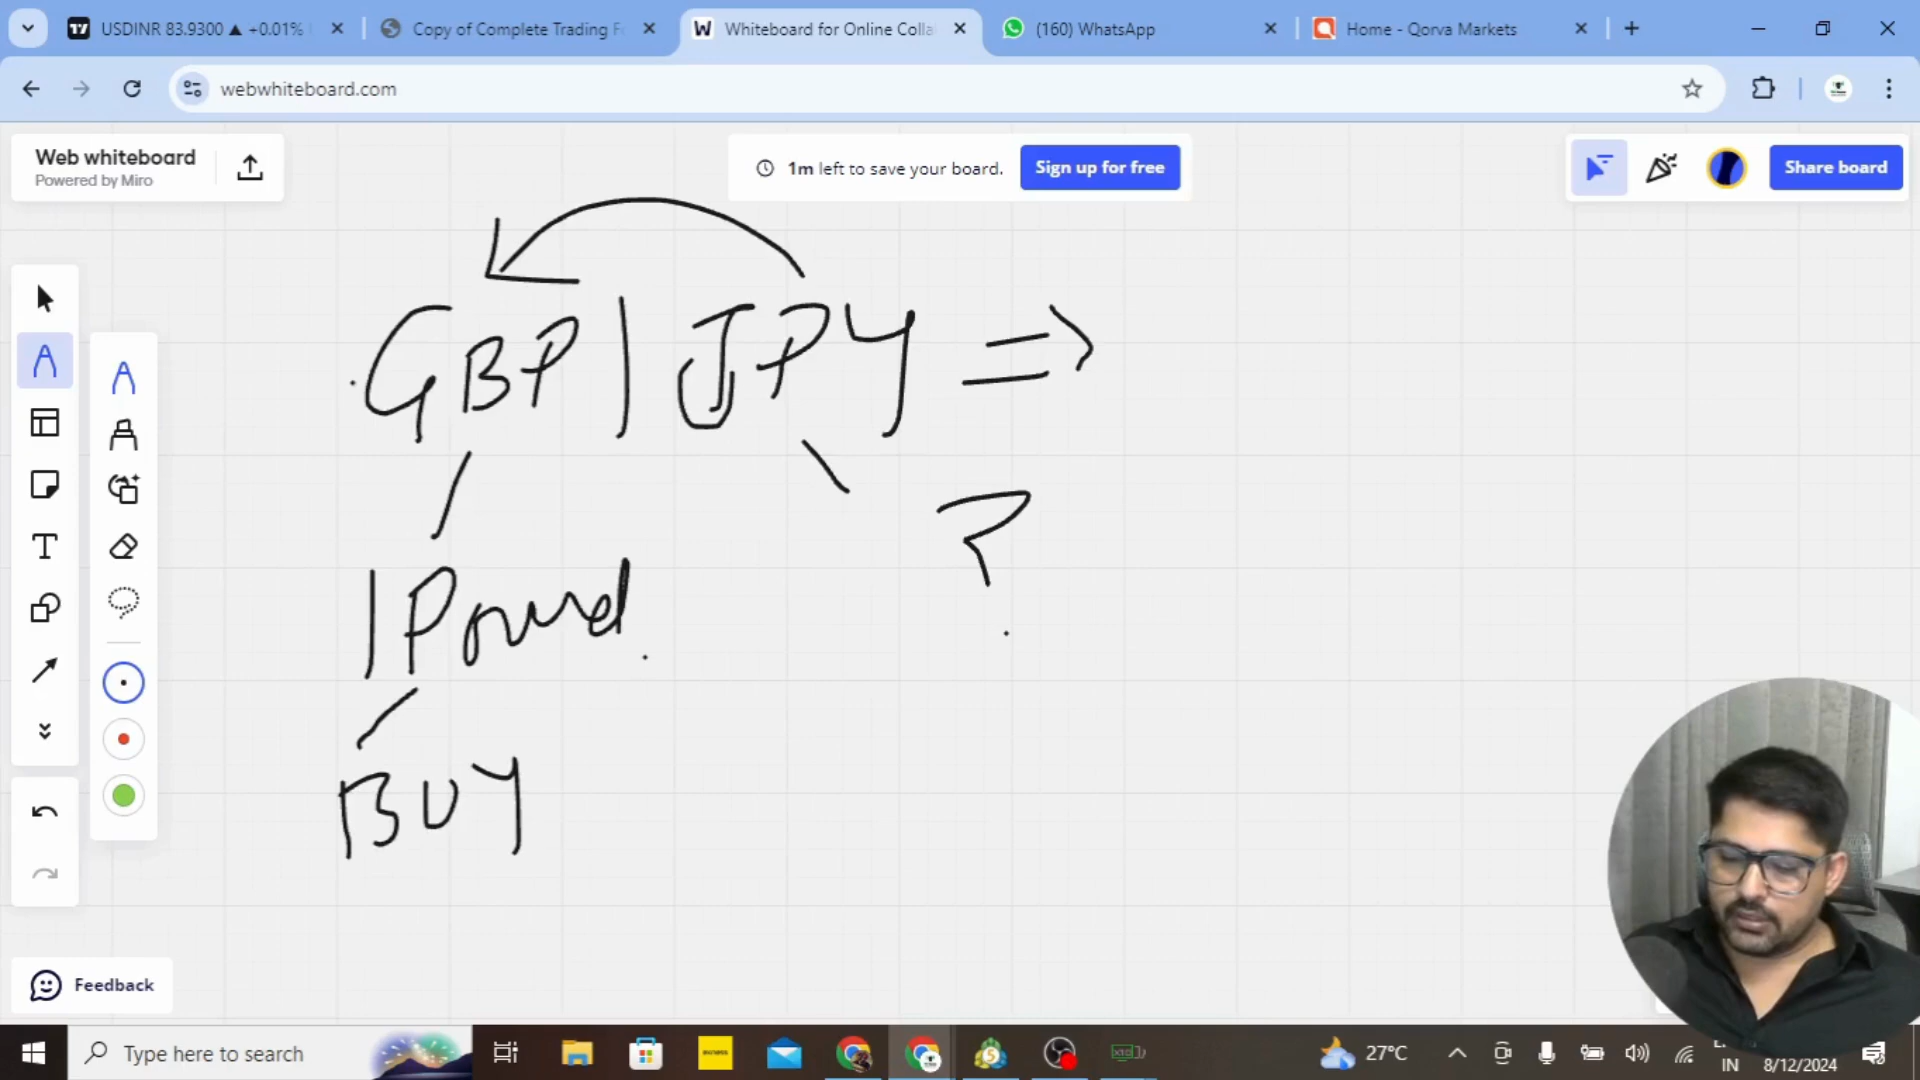 USDINR 83.9300 ▲ +0.01%
Copy of Complete Trading F
Whiteboard for Online Colla
(160) WhatsApp
Home - Qorva Markets
webwhiteboard.com
Web whiteboard
Powered by Miro
1m left to save your board.
Sign up for free
Share board
GBP | JPY ⇒
?
1 Pound.
BUY
Feedback
Type here to search
27°C
IN
8/12/2024